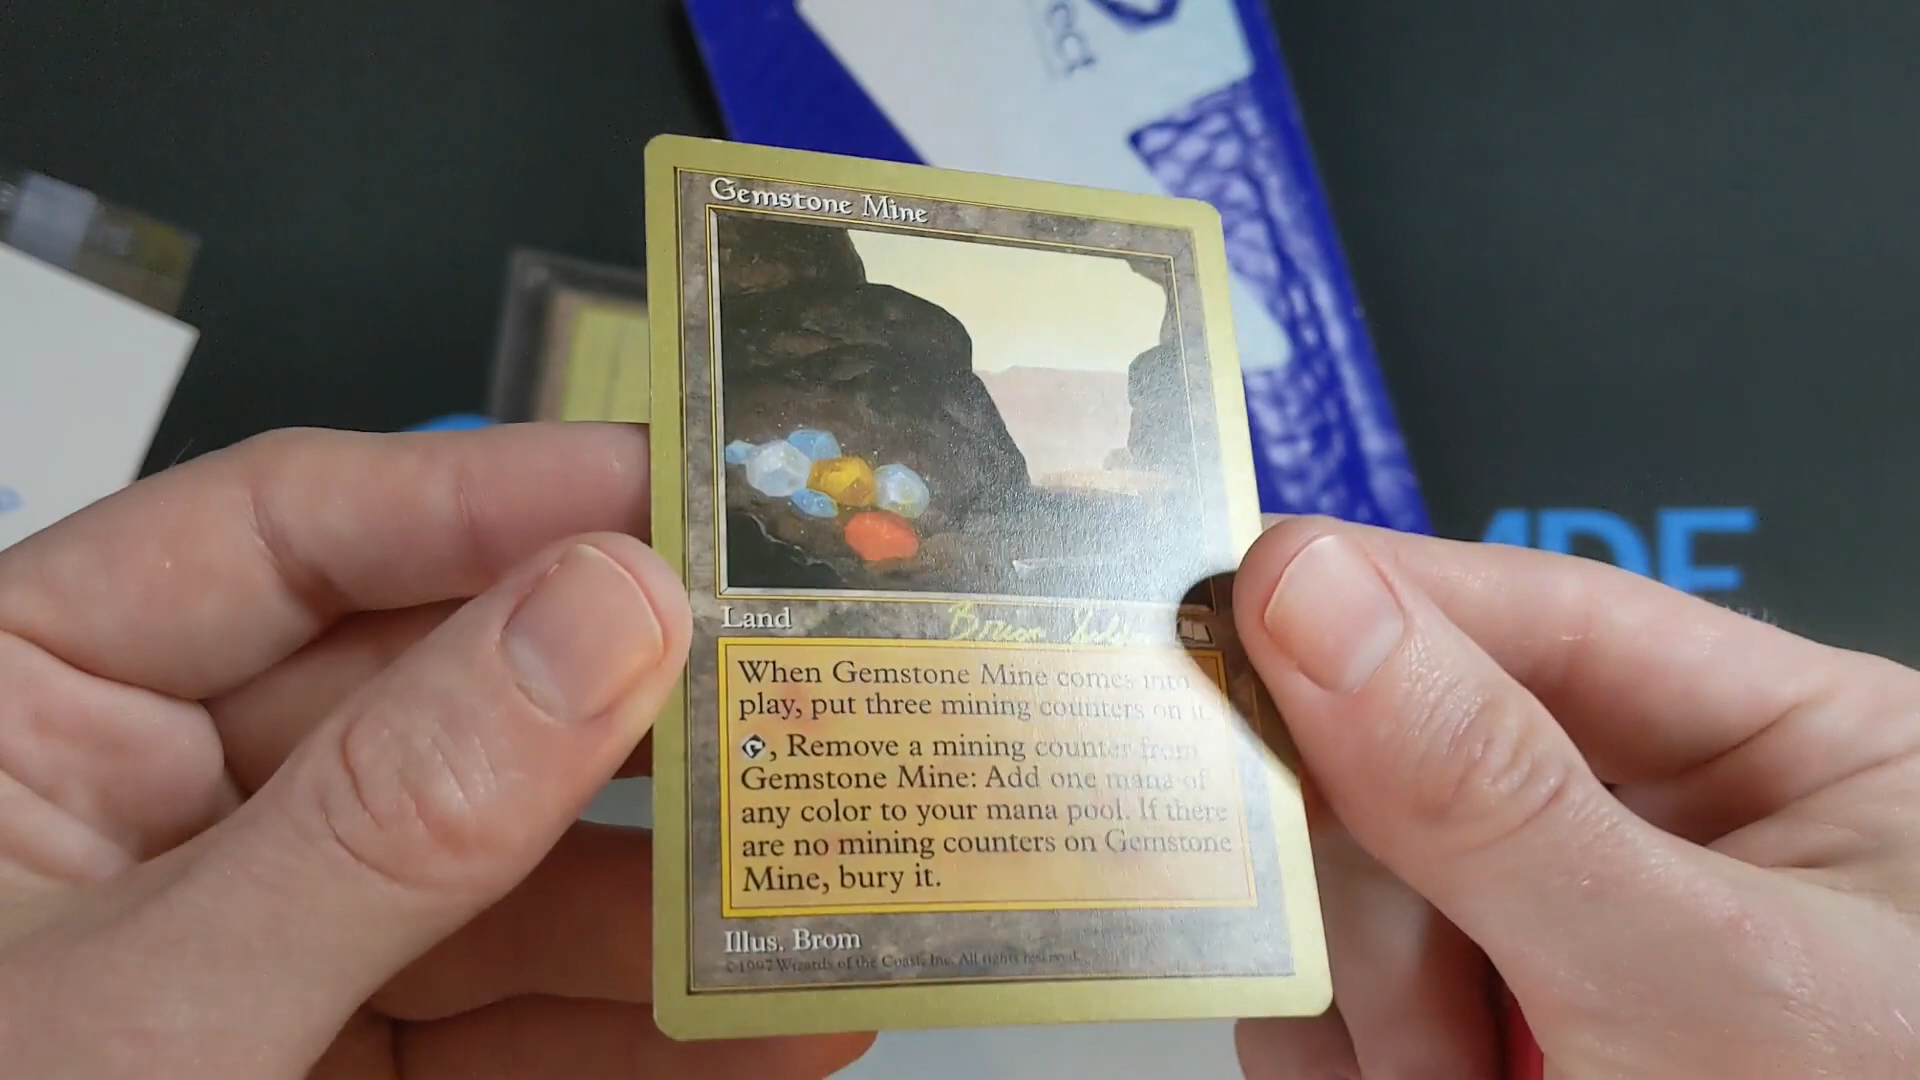 ect
Gemstone Mine
Land
Brian
When Gemstone Mine comes into
play, put three mining counters on it.
, Remove a mining counter from
Gemstone Mine: Add one mana of
any color to your mana pool. If there
are no mining counters on Gemstone
Mine, bury it.
Illus. Brom
©1997 Wizards of the Coast, Inc. All rights reserved.